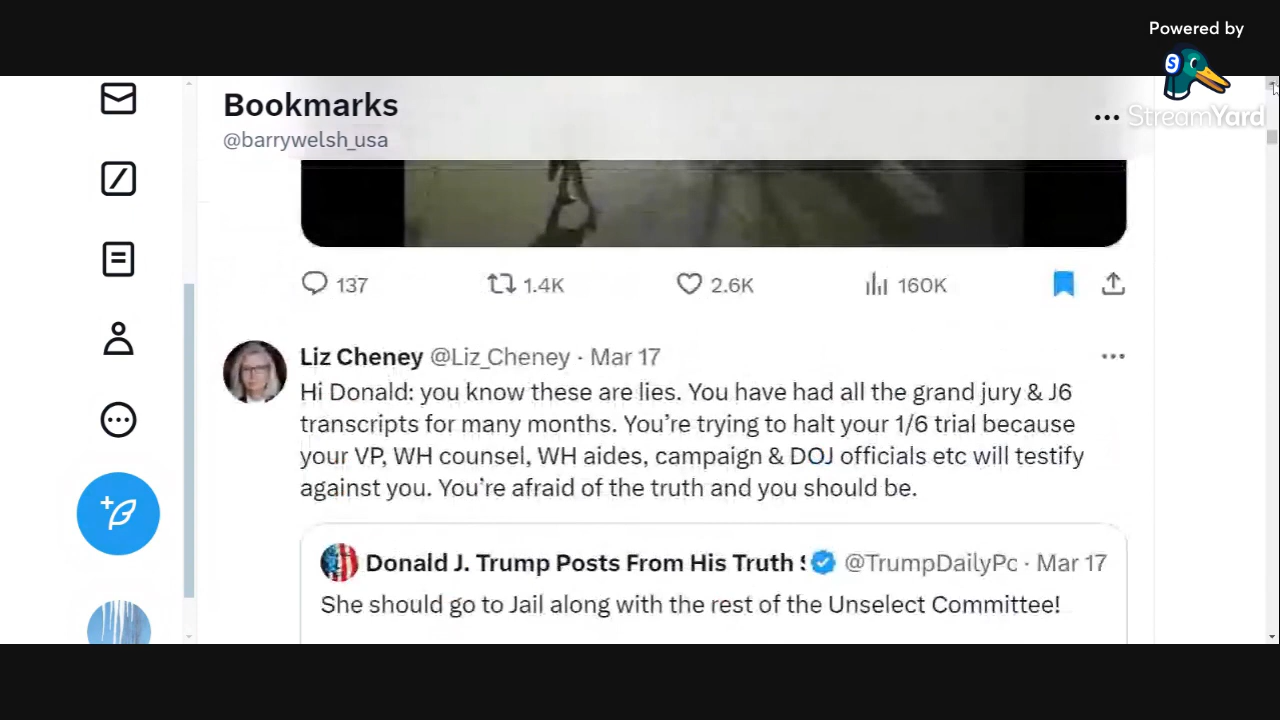 Powered by
S
StreamYard
Bookmarks
@barrywelsh_usa
137 1.4K 2.6K 160K
Liz Cheney @Liz_Cheney · Mar 17
Hi Donald: you know these are lies. You have had all the grand jury & J6
transcripts for many months. You’re trying to halt your 1/6 trial because
your VP, WH counsel, WH aides, campaign & DOJ officials etc will testify
against you. You’re afraid of the truth and you should be.
Donald J. Trump Posts From His Truth @TrumpDailyPo · Mar 17
She should go to Jail along with the rest of the Unselect Committee!